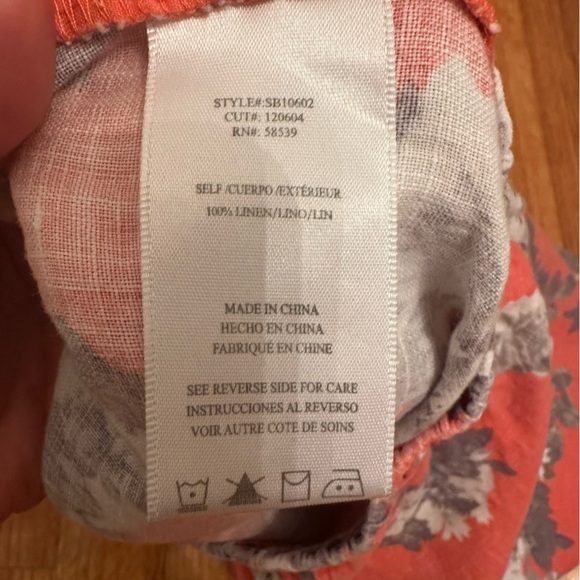 STYLE#:SB10602
CUT#: 120604
RN#: 58539
SELF /CUERPO /EXTÉRIEUR
100% LINEN/LINO/LIN
MADE IN CHINA
HECHO EN CHINA
FABRIQUÉ EN CHINE
SEE REVERSE SIDE FOR CARE
INSTRUCCIONES AL REVERSO
VOIR AUTRE COTE DE SOINS